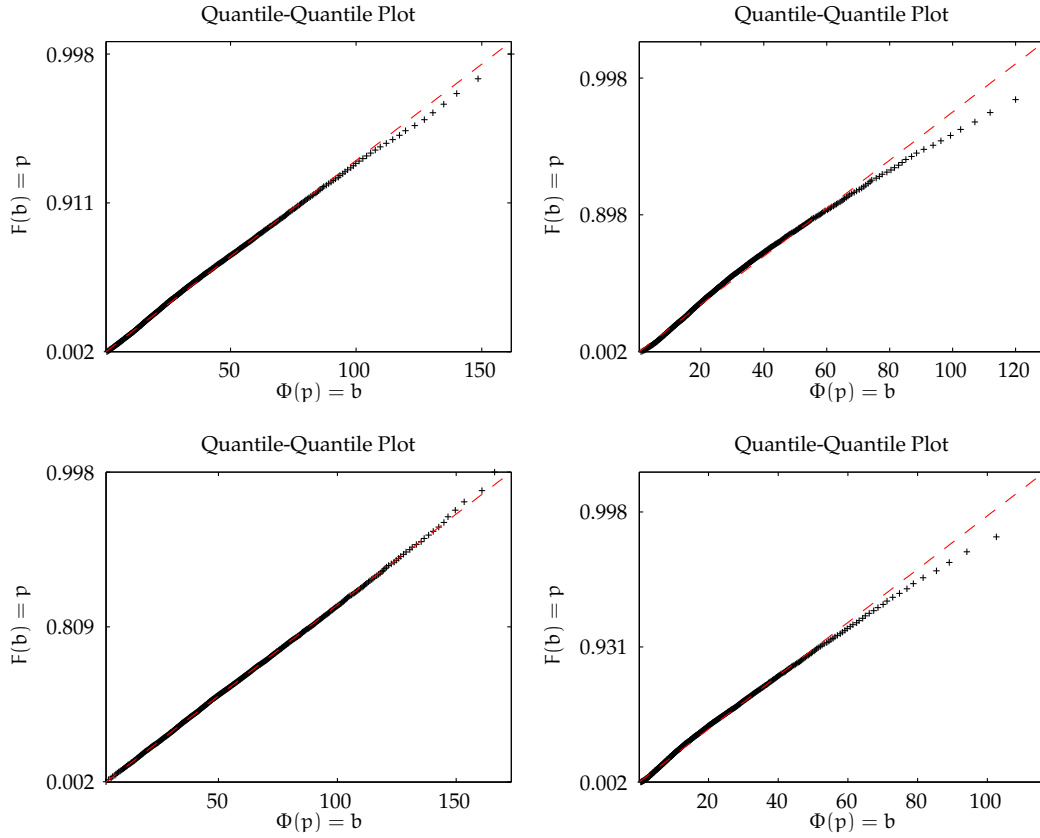 Quantile-Quantile Plot
0.998
0.911
0.002
F(b) = p
50
100
150
Φ(p) = b
Quantile-Quantile Plot
0.998
0.898
0.002
F(b) = p
20
40
60
80
100
120
Φ(p) = b
Quantile-Quantile Plot
0.998
0.809
0.002
F(b) = p
50
100
150
Φ(p) = b
Quantile-Quantile Plot
0.998
0.931
0.002
F(b) = p
20
40
60
80
100
Φ(p) = b